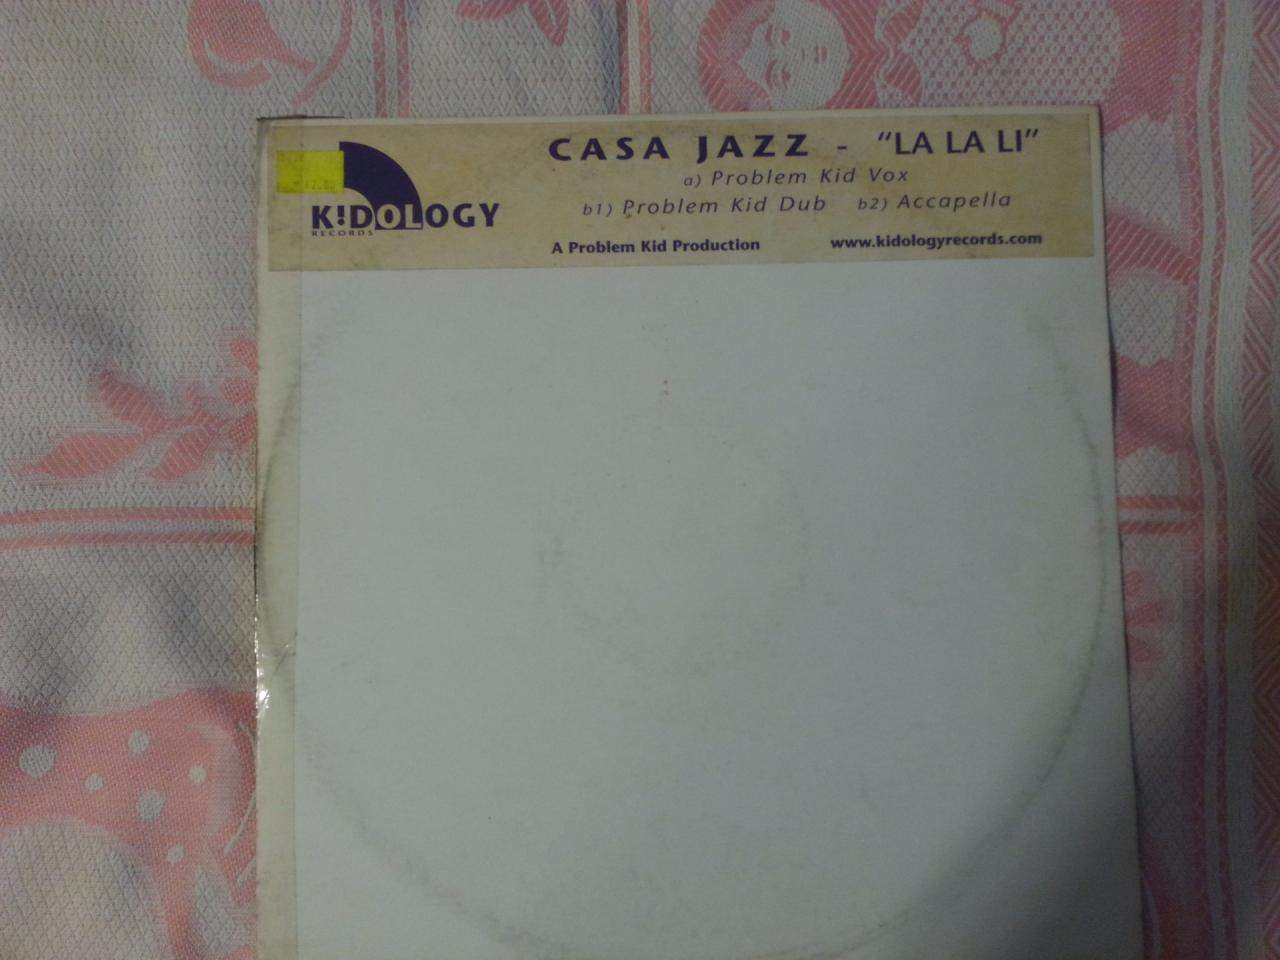 CASA JAZZ - “LA LA LI”
a) Problem Kid Vox
b1) Problem Kid Dub b2) Accapella
K!DOLOGY
RECORDS
A Problem Kid Production www.kidologyrecords.com